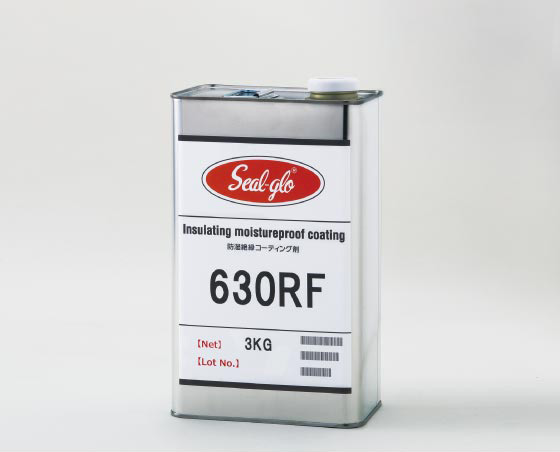 Seal-glo®
Insulating moistureproof coating
防湿絶縁コーティング剤
630RF
【Net】 3KG
【Lot No.】